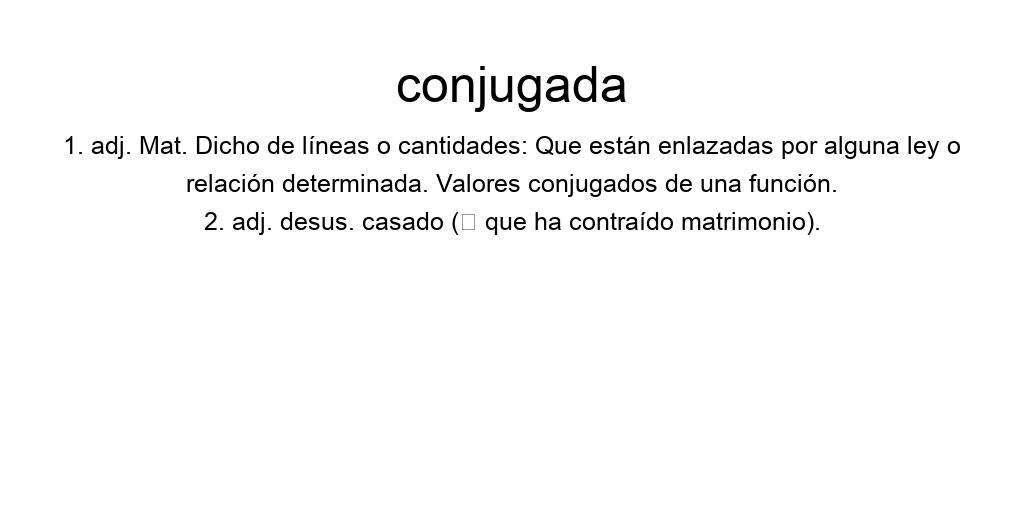 conjugada
1. adj. Mat. Dicho de líneas o cantidades: Que están enlazadas por alguna ley o
relación determinada. Valores conjugados de una función.
2. adj. desus. casado (□ que ha contraído matrimonio).